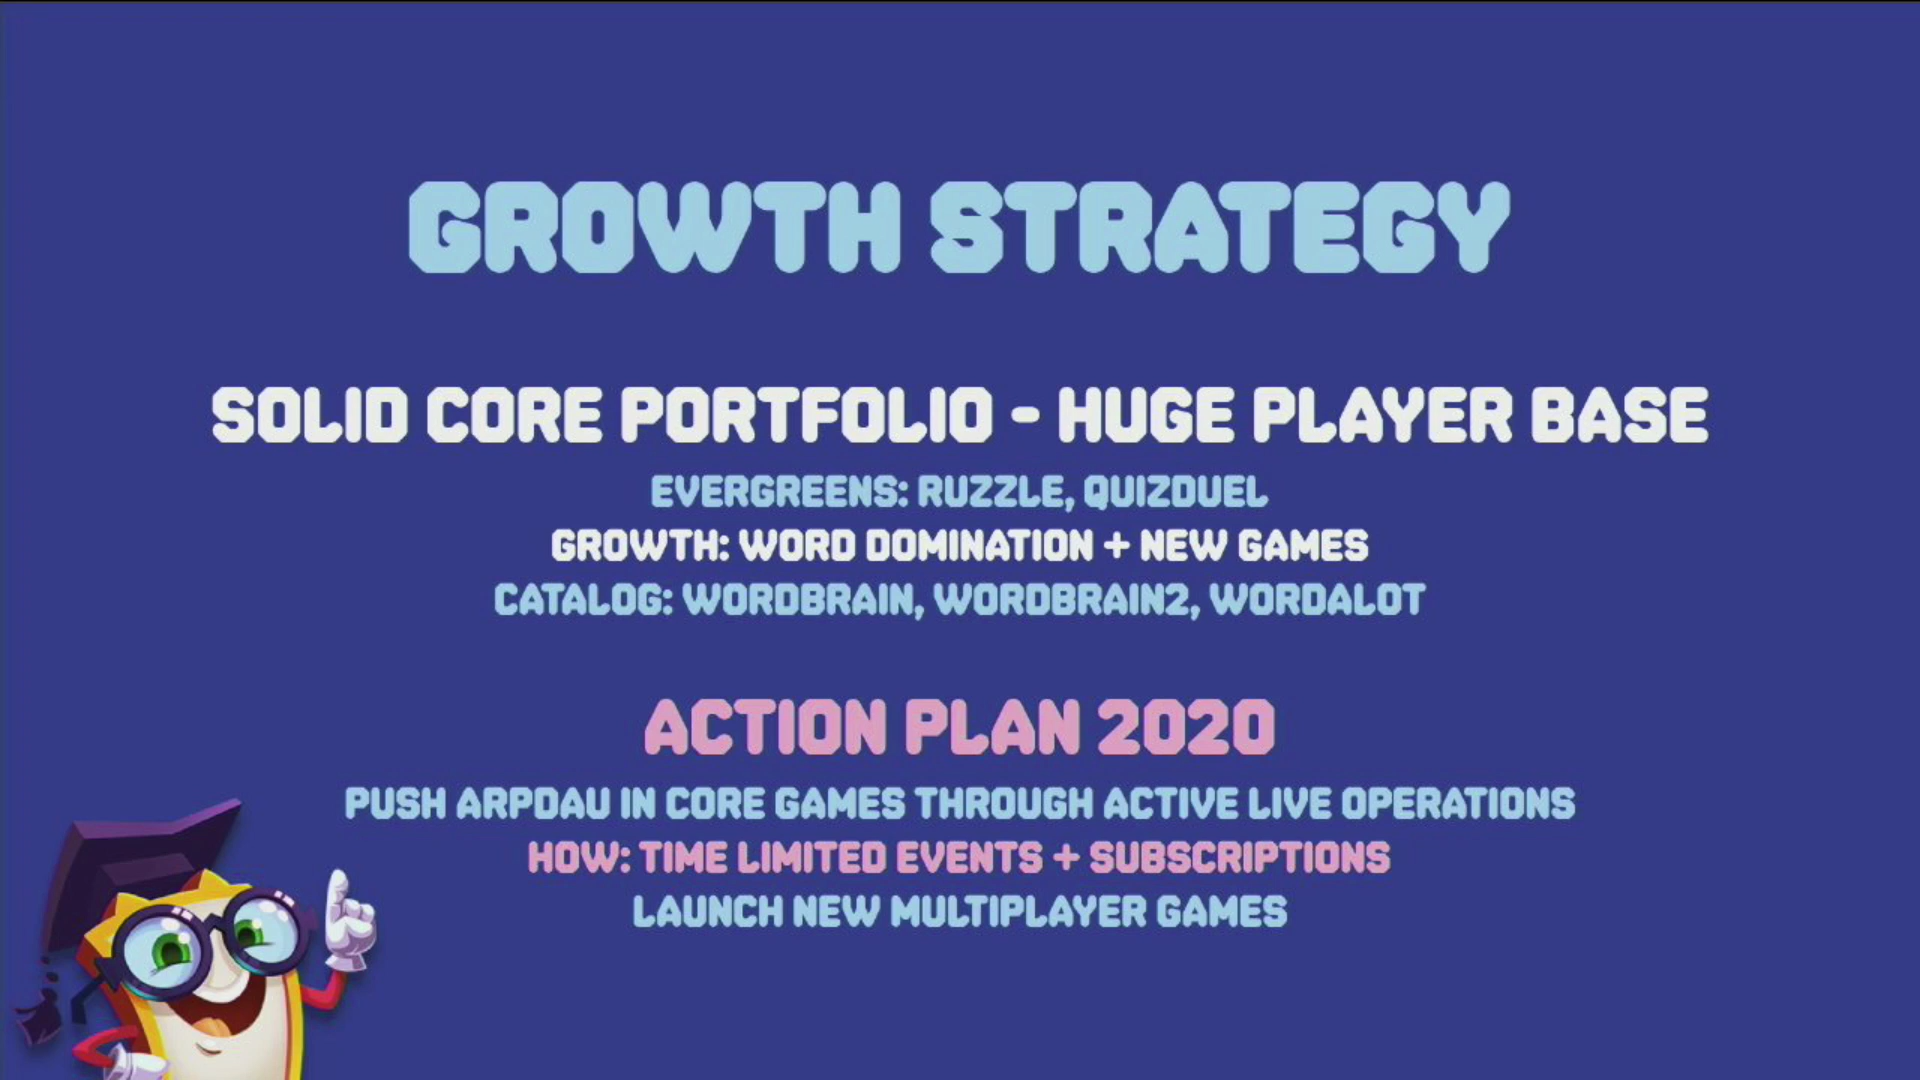 GROWTH STRATEGY
SOLID CORE PORTFOLIO - HUGE PLAYER BASE
EVERGREENS: RUZZLE, QUIZDUEL
GROWTH: WORD DOMINATION + NEW GAMES
CATALOG: WORDBRAIN, WORDBRAIN2, WORDALOT
ACTION PLAN 2020
PUSH ARPDAU IN CORE GAMES THROUGH ACTIVE LIVE OPERATIONS
HOW: TIME LIMITED EVENTS + SUBSCRIPTIONS
LAUNCH NEW MULTIPLAYER GAMES